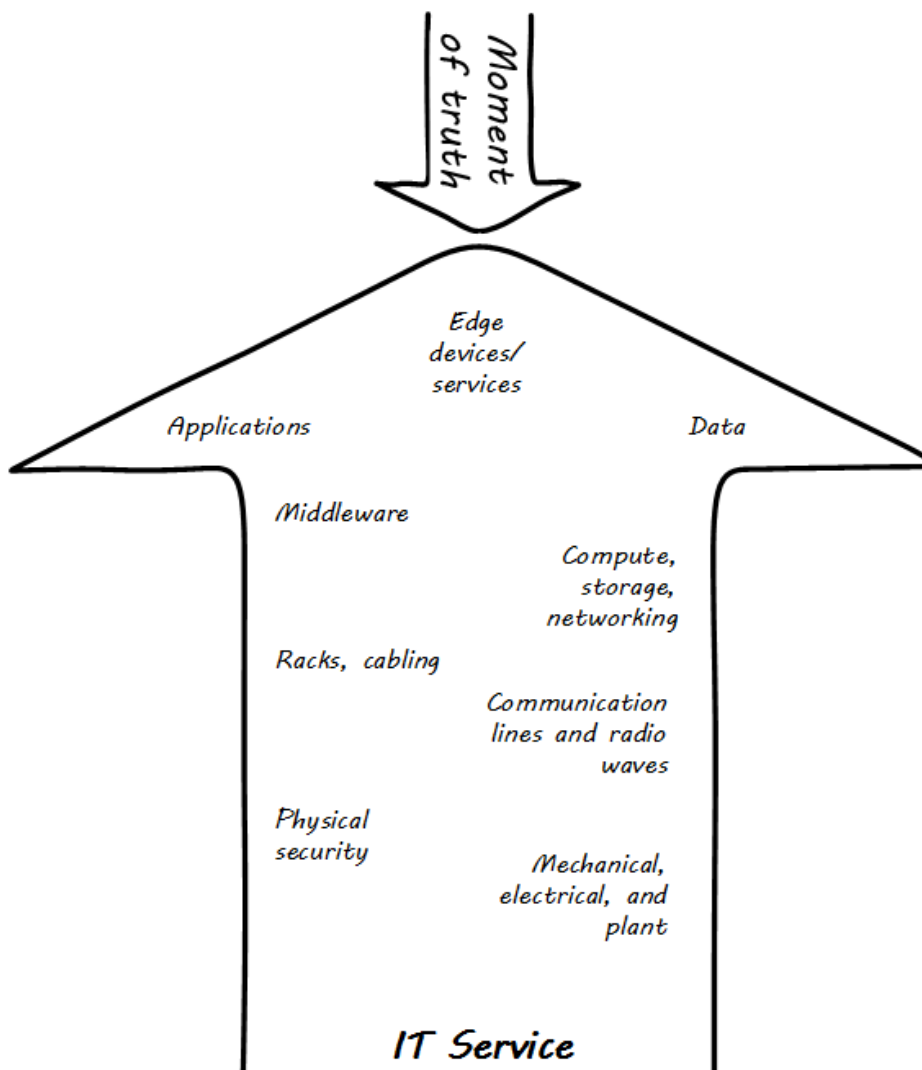 Moment
of truth
Edge
devices/
services
Applications
Data
Middleware
Compute,
storage,
networking
Racks, cabling
Communication
lines and radio
waves
Physical
security
Mechanical,
electrical, and
plant
IT Service